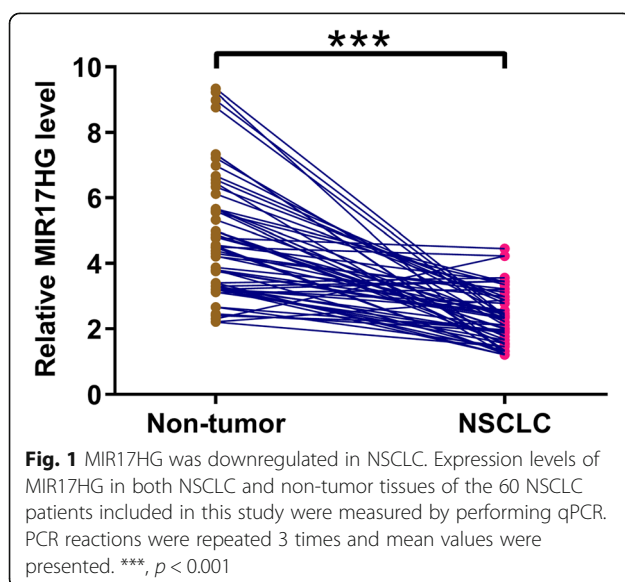 ***
10
8
6
4
2
0
Relative MIR17HG level
Non-tumor NSCLC
Fig. 1 MIR17HG was downregulated in NSCLC. Expression levels of
MIR17HG in both NSCLC and non-tumor tissues of the 60 NSCLC
patients included in this study were measured by performing qPCR.
PCR reactions were repeated 3 times and mean values were
presented. ***, p < 0.001